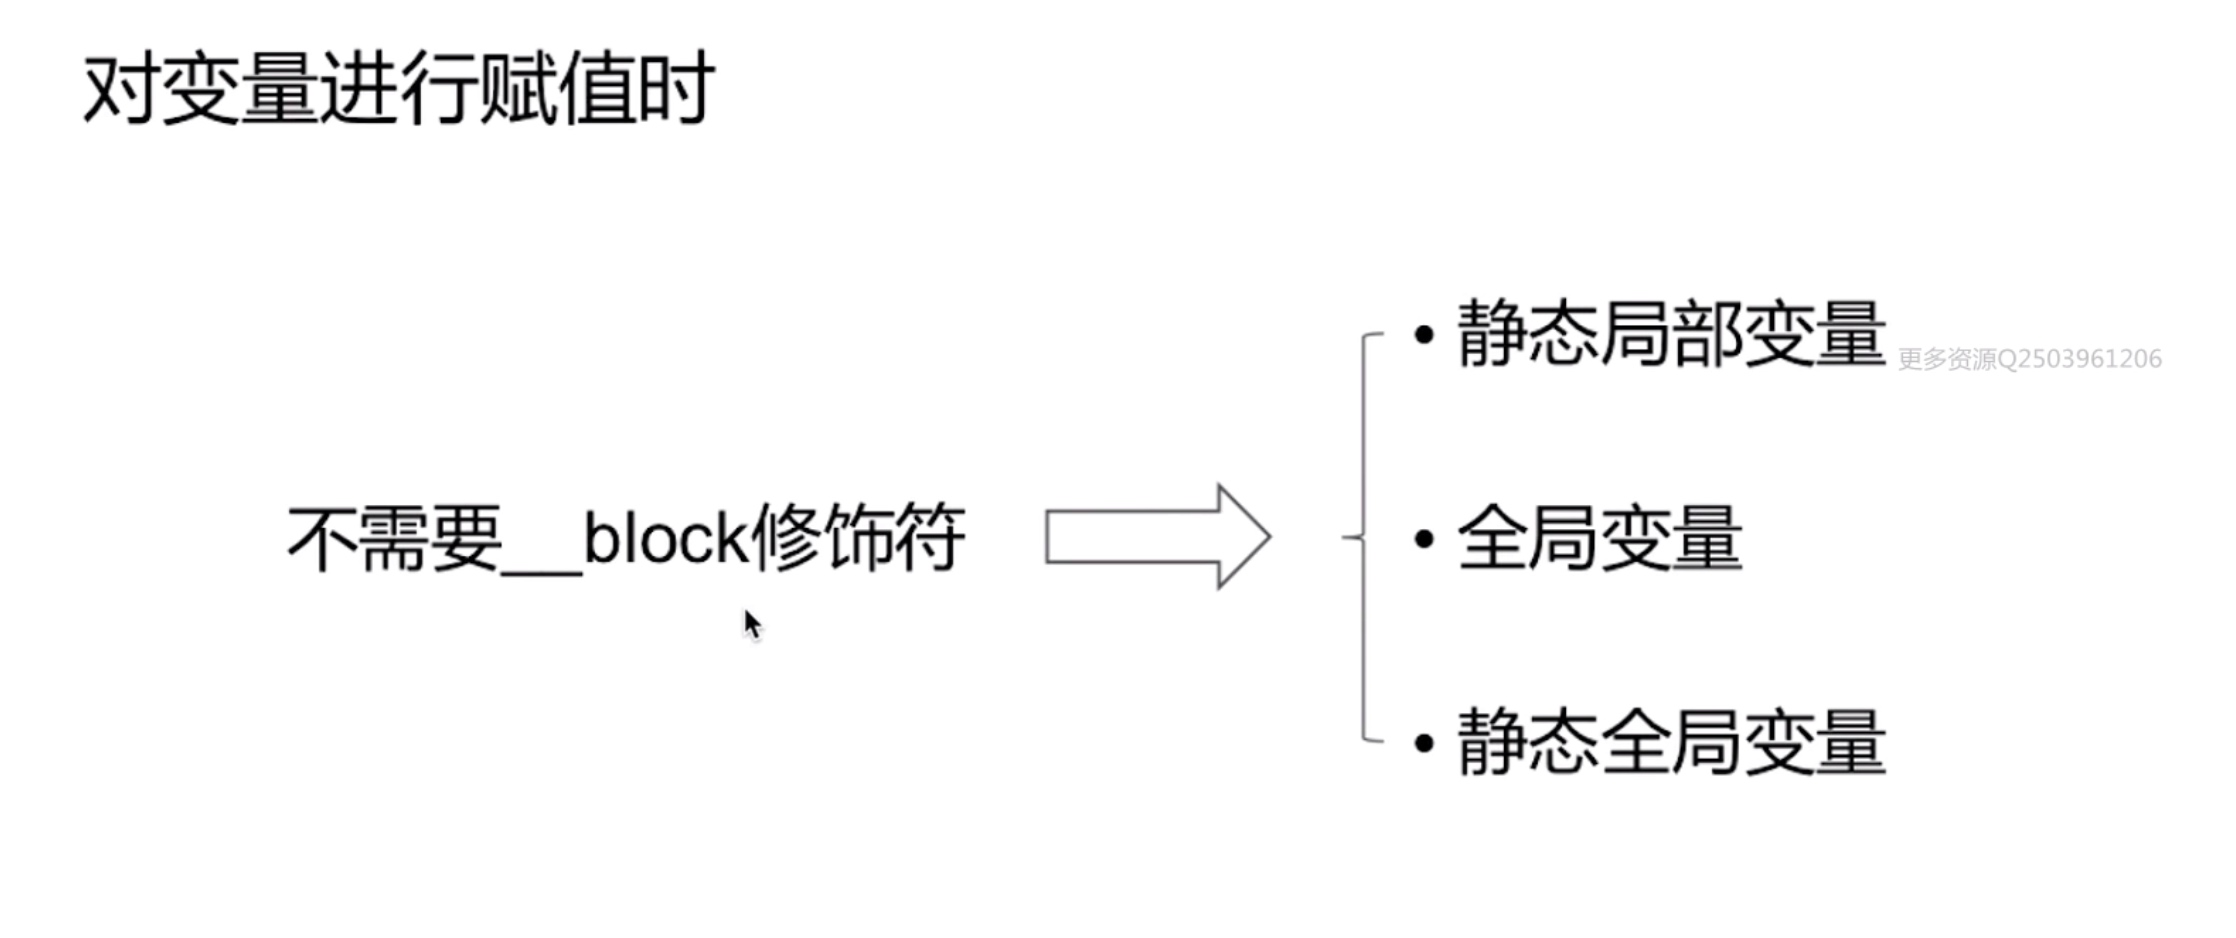 对变量进行赋值时
• 静态局部变量
更多资源Q2503961206
不需要__block修饰符
• 全局变量
• 静态全局变量